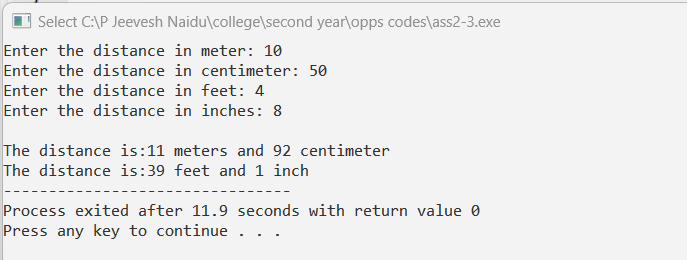 Select C:\P Jeevesh Naidu\college\second year\opps codes\ass2-3.exe
Enter the distance in meter: 10
Enter the distance in centimeter: 50
Enter the distance in feet: 4
Enter the distance in inches: 8
The distance is:11 meters and 92 centimeter
The distance is:39 feet and 1 inch
--------------------------------
Process exited after 11.9 seconds with return value 0
Press any key to continue . . .